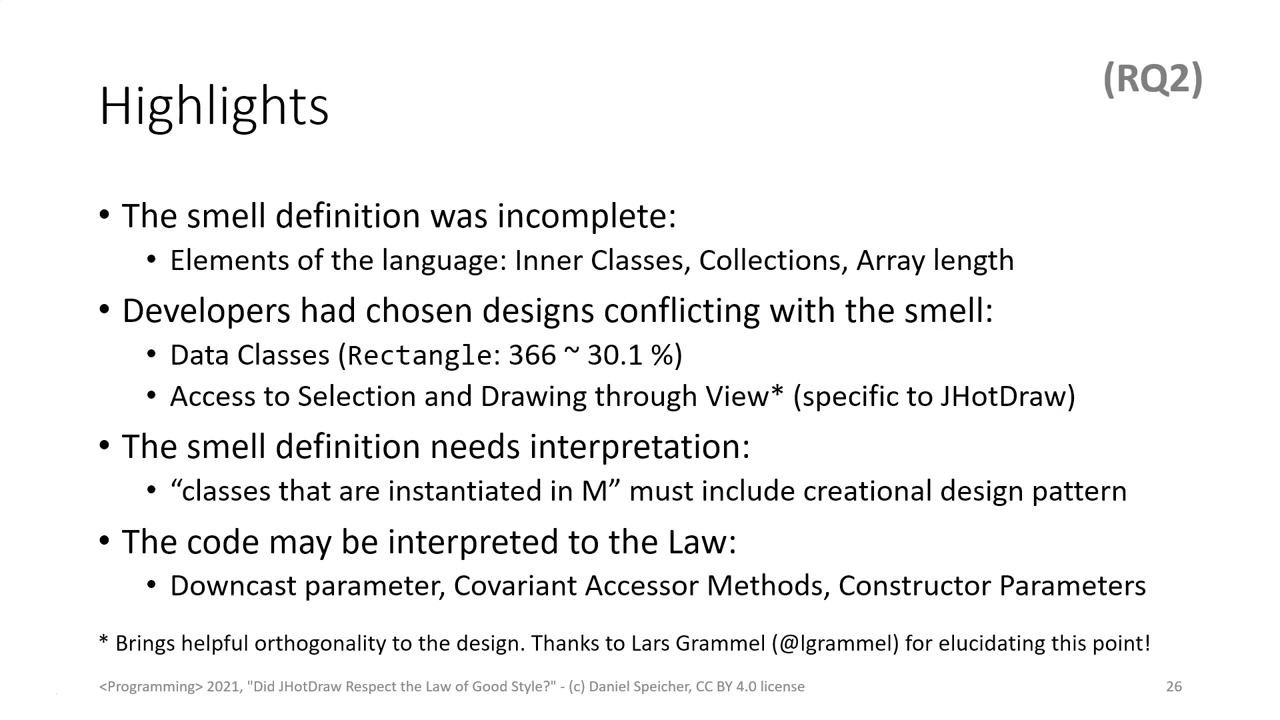 (RQ2)
Highlights
• The smell definition was incomplete:
• Elements of the language: Inner Classes, Collections, Array length
• Developers had chosen designs conflicting with the smell:
• Data Classes (Rectangle: 366 ~ 30.1 %)
• Access to Selection and Drawing through View* (specific to JHotDraw)
• The smell definition needs interpretation:
• “classes that are instantiated in M” must include creational design pattern
• The code may be interpreted to the Law:
• Downcast parameter, Covariant Accessor Methods, Constructor Parameters
* Brings helpful orthogonality to the design. Thanks to Lars Grammel (@lgrammel) for elucidating this point!
<Programming> 2021, "Did JHotDraw Respect the Law of Good Style?" - (c) Daniel Speicher, CC BY 4.0 license
26